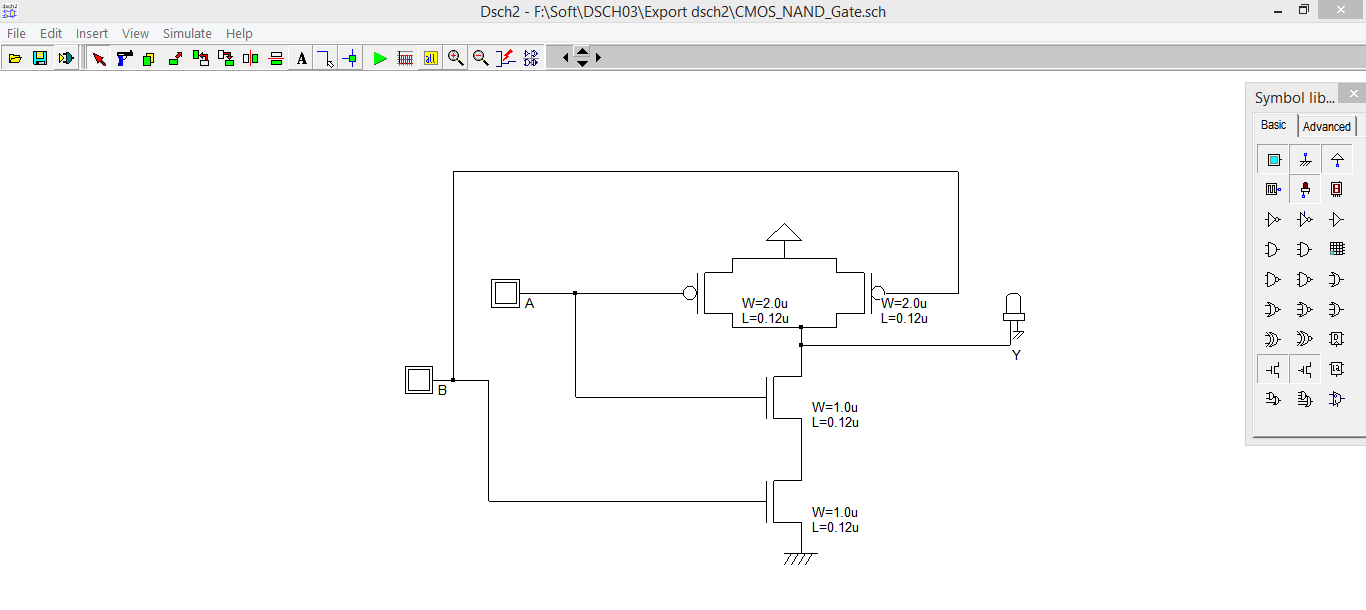 dsch2
Dsch2 - F:\Soft\DSCH03\Export dsch2\CMOS_NAND_Gate.sch
File Edit Insert View Simulate Help
A
Symbol lib...
Basic Advanced
A
W=2.0u
L=0.12u
W=2.0u
L=0.12u
Y
B
W=1.0u
L=0.12u
W=1.0u
L=0.12u